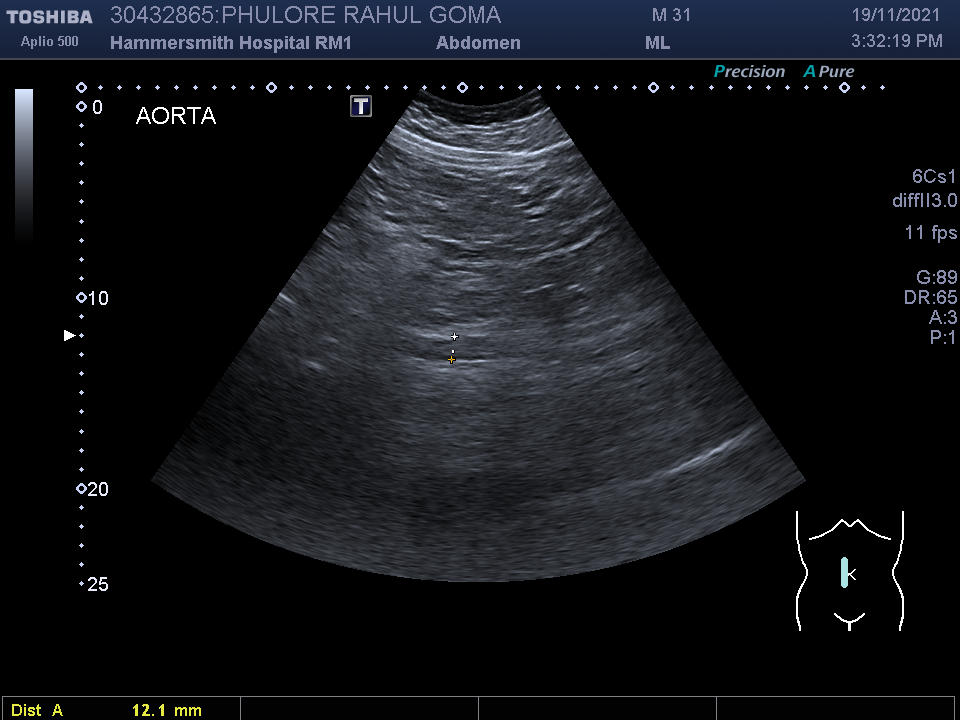 TOSHIBA 30432865:PHULORE RAHUL GOMA M 31 19/11/2021
Aplio 500 Hammersmith Hospital RM1 Abdomen ML 3:32:19 PM
Precision A Pure
0
AORTA
T
6Cs1
diffII3.0
11 fps
G:89
10
DR:65
A:3
P:1
20
25
Dist A 12.1 mm